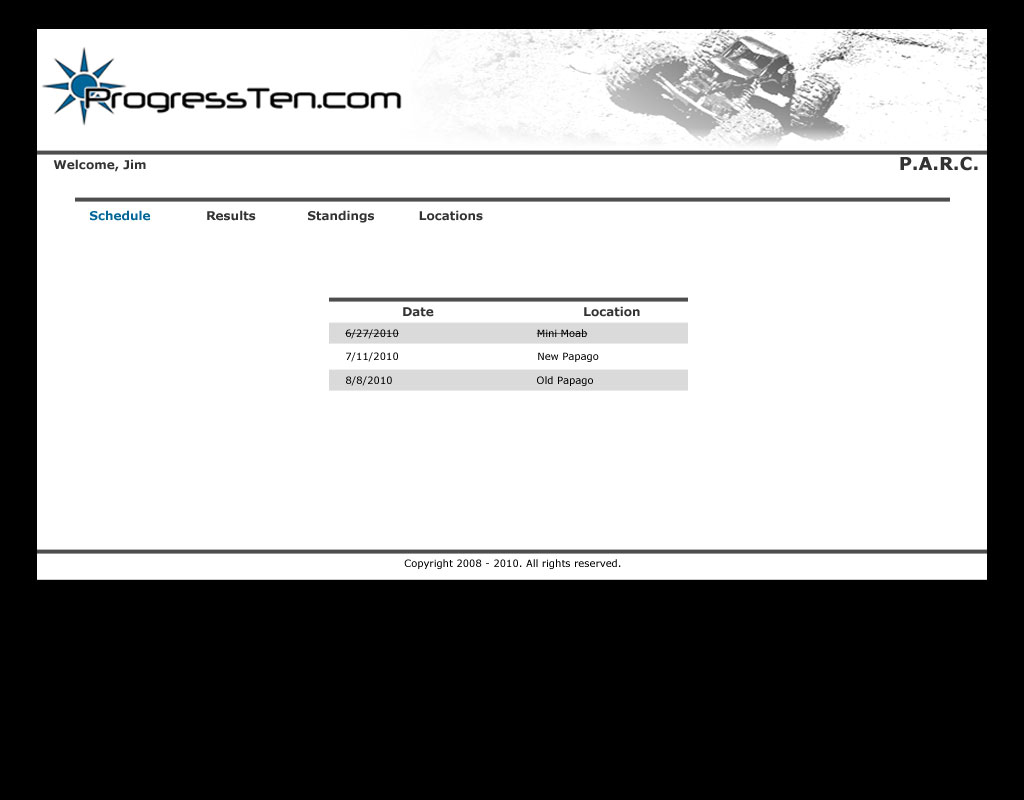 ProgressTen.com
Welcome, Jim
P.A.R.C.
Schedule Results Standings Locations
Date Location
6/27/2010 Mini Moab
7/11/2010 New Papago
8/8/2010 Old Papago
Copyright 2008 - 2010. All rights reserved.